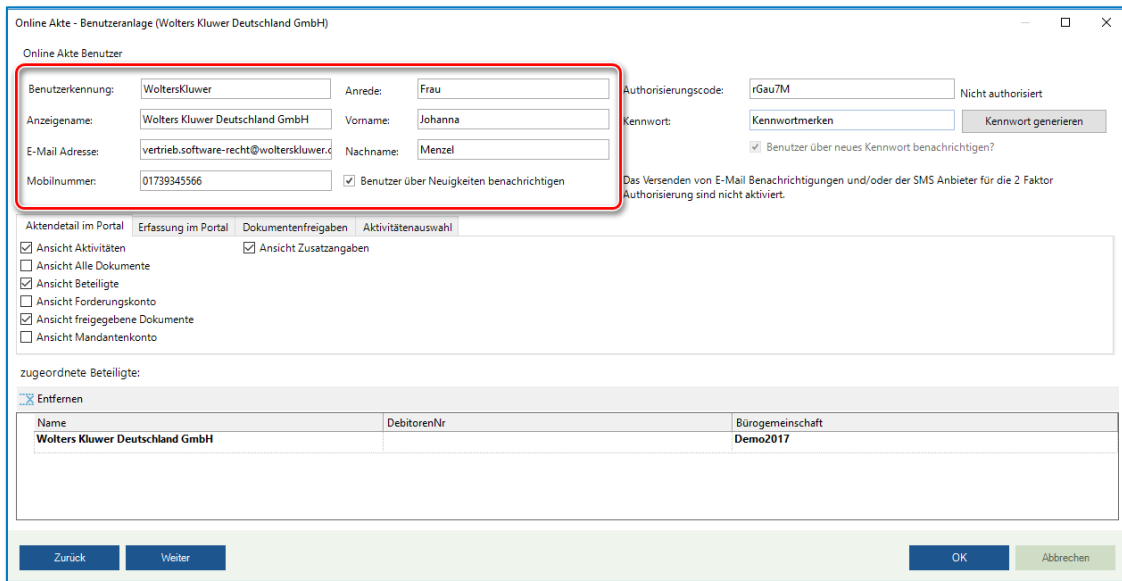 Online Akte - Benutzeranlage (Wolters Kluwer Deutschland GmbH)
Online Akte Benutzer
Benutzerkennung: WoltersKluwer Anrede: Frau Authorisierungscode: rGau7M Nicht authorisiert
Anzeigename: Wolters Kluwer Deutschland GmbH Vorname: Johanna Kennwort: Kennwortmerken Kennwort generieren
E-Mail Adresse: vertrieb.software-recht@wolterskluwer.c Nachname: Menzel Benutzer über neues Kennwort benachrichtigen?
Mobilnummer: 01739345566 Benutzer über Neuigkeiten benachrichtigen Das Versenden von E-Mail Benachrichtigungen und/oder der SMS Anbieter für die 2 Faktor
Authorisierung sind nicht aktiviert.
Aktendetail im Portal Erfassung im Portal Dokumentenfreigaben Aktivitätenauswahl
Ansicht Aktivitäten Ansicht Zusatzangaben
Ansicht Alle Dokumente
Ansicht Beteiligte
Ansicht Forderungskonto
Ansicht freigegebene Dokumente
Ansicht Mandantenkonto
zugeordnete Beteiligte:
Entfernen
Name DebitorenNr Bürogemeinschaft
Wolters Kluwer Deutschland GmbH Demo2017
Zurück Weiter OK Abbrechen